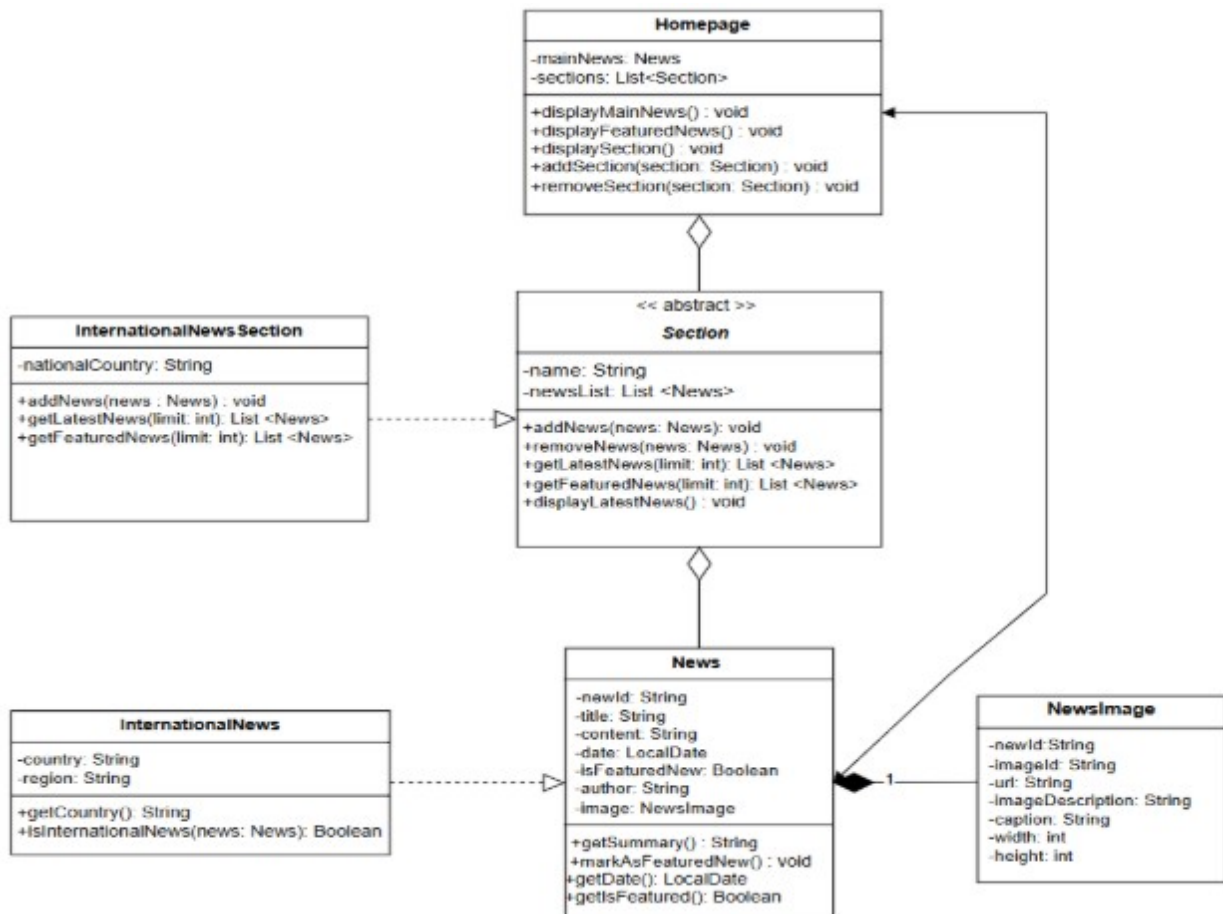 Homepage
-mainNews: News
-sections: List<Section>
+displayMainNews() : void
+displayFeaturedNews() : void
+displaySection() : void
+addSection(section: Section) : void
+removeSection(section: Section) : void
<< abstract >>
Section
-name: String
-newsList: List <News>
+addNews(news: News): void
+removeNews(news: News) : void
+getLatestNews(limit: int): List <News>
+getFeaturedNews(limit: int): List <News>
+displayLatestNews() : void
InternationalNewsSection
-nationalCountry: String
+addNews(news : News) : void
+getLatestNews(limit: int): List <News>
+getFeaturedNews(limit: int): List <News>
News
-newId: String
-title: String
-content: String
-date: LocalDate
-isFeaturedNew: Boolean
-author: String
-image: NewsImage
+getSummary() : String
+markAsFeaturedNew() : void
+getDate(): LocalDate
+getIsFeatured(): Boolean
InternationalNews
-country: String
-region: String
+getCountry(): String
+isInternationalNews(news: News): Boolean
1
NewsImage
-newId:String
-imageId: String
-url: String
-imageDescription: String
-caption: String
-width: int
-height: int